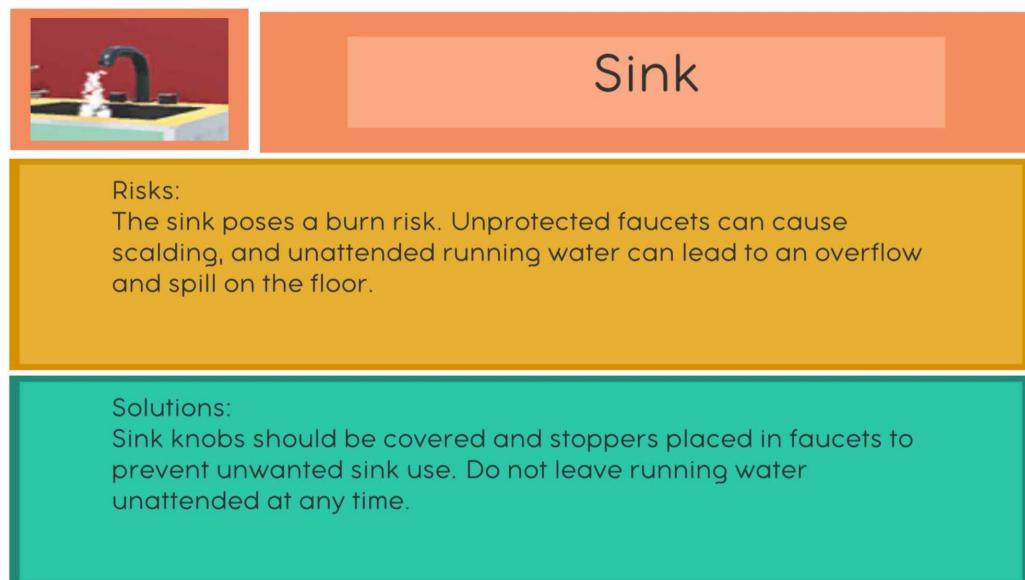 Sink
Risks:
The sink poses a burn risk. Unprotected faucets can cause
scalding, and unattended running water can lead to an overflow
and spill on the floor.
Solutions:
Sink knobs should be covered and stoppers placed in faucets to
prevent unwanted sink use. Do not leave running water
unattended at any time.